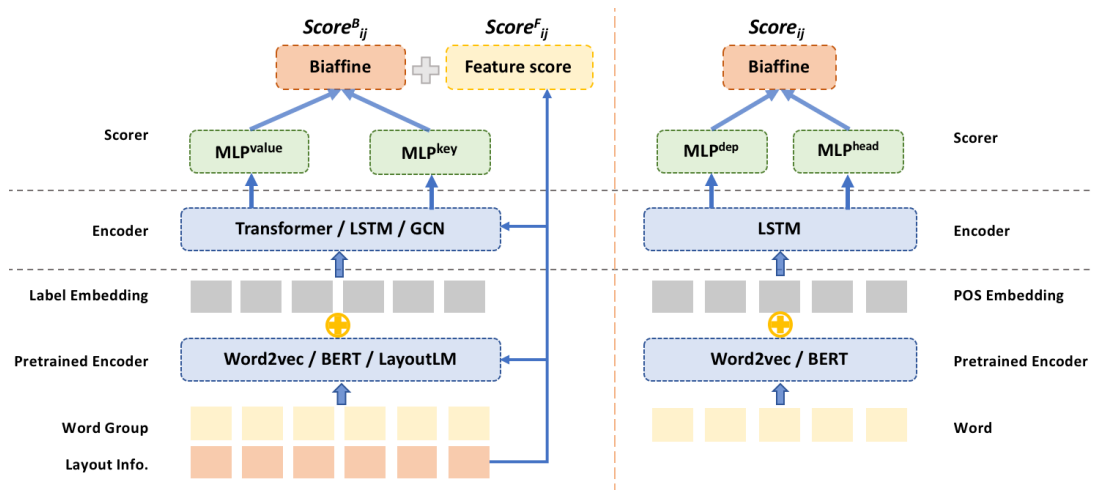 Score^B_ij
Score^F_ij
Biaffine
Feature score
Scorer
MLP^value
MLP^key
Encoder
Transformer / LSTM / GCN
Label Embedding
Pretrained Encoder
Word2vec / BERT / LayoutLM
Word Group
Layout Info.
Score_ij
Biaffine
MLP^dep
MLP^head
Scorer
LSTM
Encoder
POS Embedding
Word2vec / BERT
Pretrained Encoder
Word